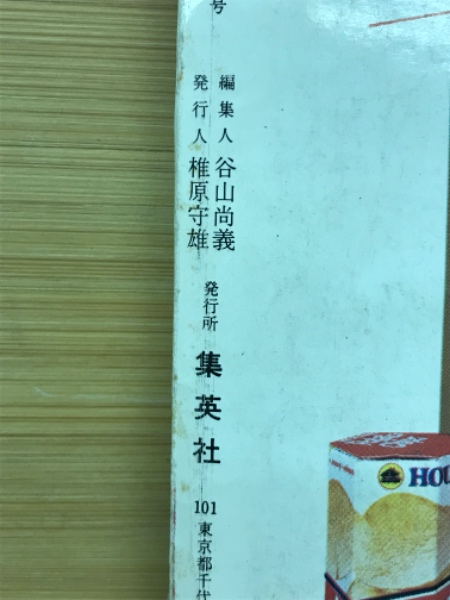 号
編集人 谷山尚義
発行人 椎原守雄
発行所 集英社
101 東京都千代
HOU